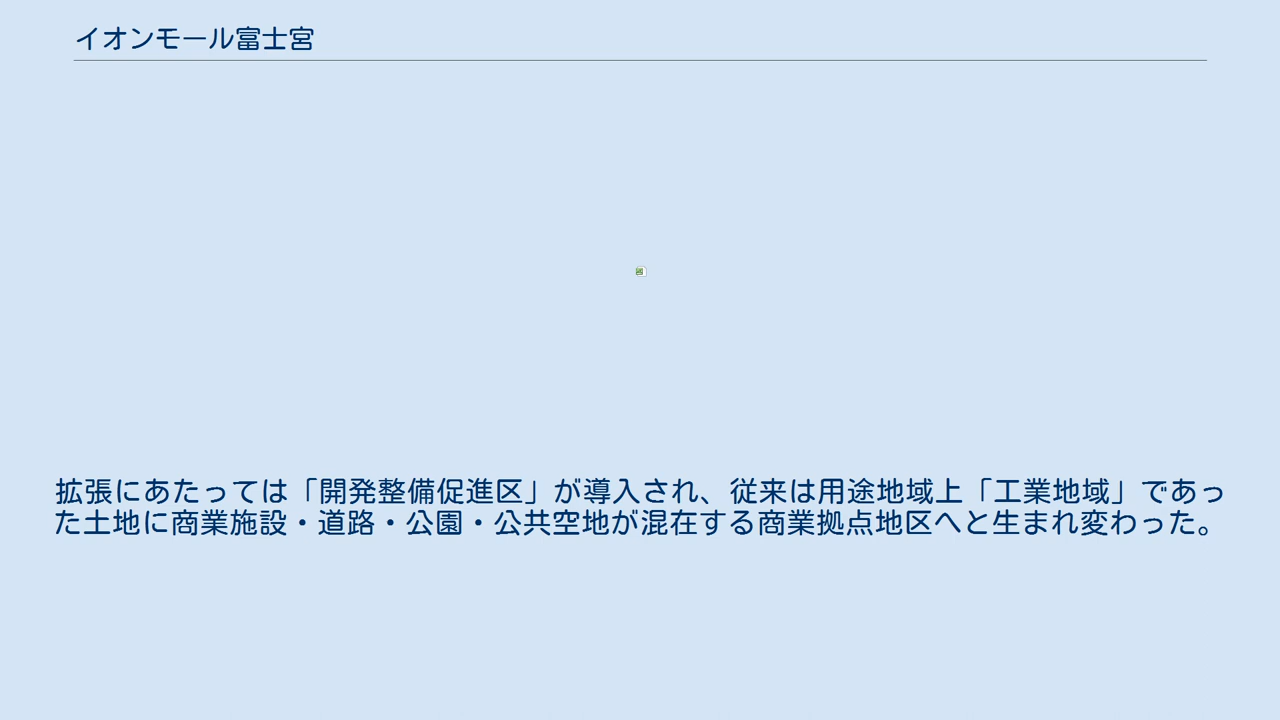 イオンモール富士宮
拡張にあたっては「開発整備促進区」が導入され、従来は用途地域上「工業地域」であっ
た土地に商業施設・道路・公園・公共空地が混在する商業拠点地区へと生まれ変わった。